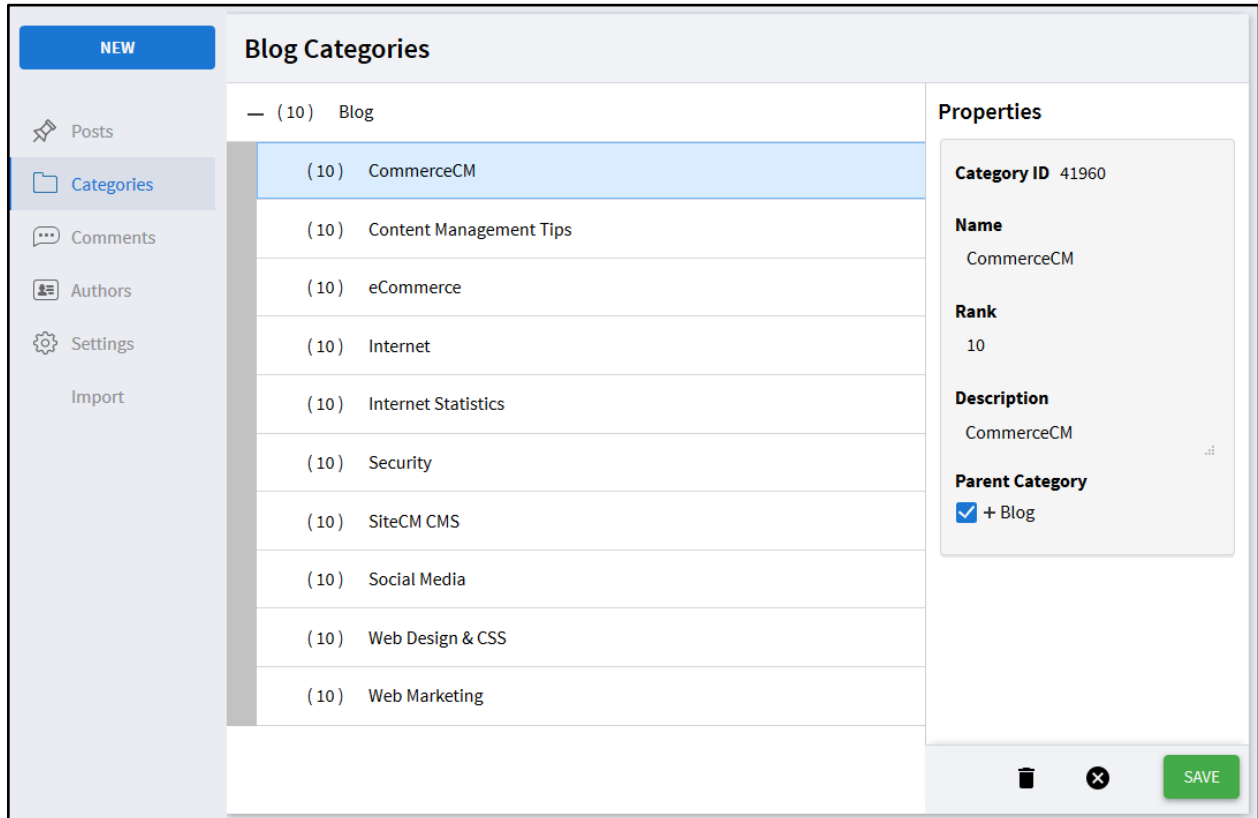 NEW
Blog Categories
Posts
Categories
Comments
Authors
Settings
Import
— (10) Blog
(10) CommerceCM
(10) Content Management Tips
(10) eCommerce
(10) Internet
(10) Internet Statistics
(10) Security
(10) SiteCM CMS
(10) Social Media
(10) Web Design & CSS
(10) Web Marketing
Properties
Category ID 41960
Name
CommerceCM
Rank
10
Description
CommerceCM
Parent Category
+ Blog
SAVE